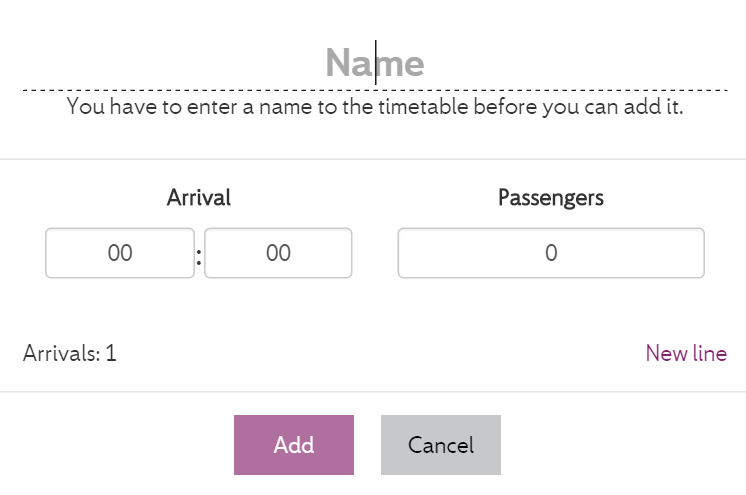 Name
You have to enter a name to the timetable before you can add it.
Arrival Passengers
00 : 00 0
Arrivals: 1 New line
Add Cancel